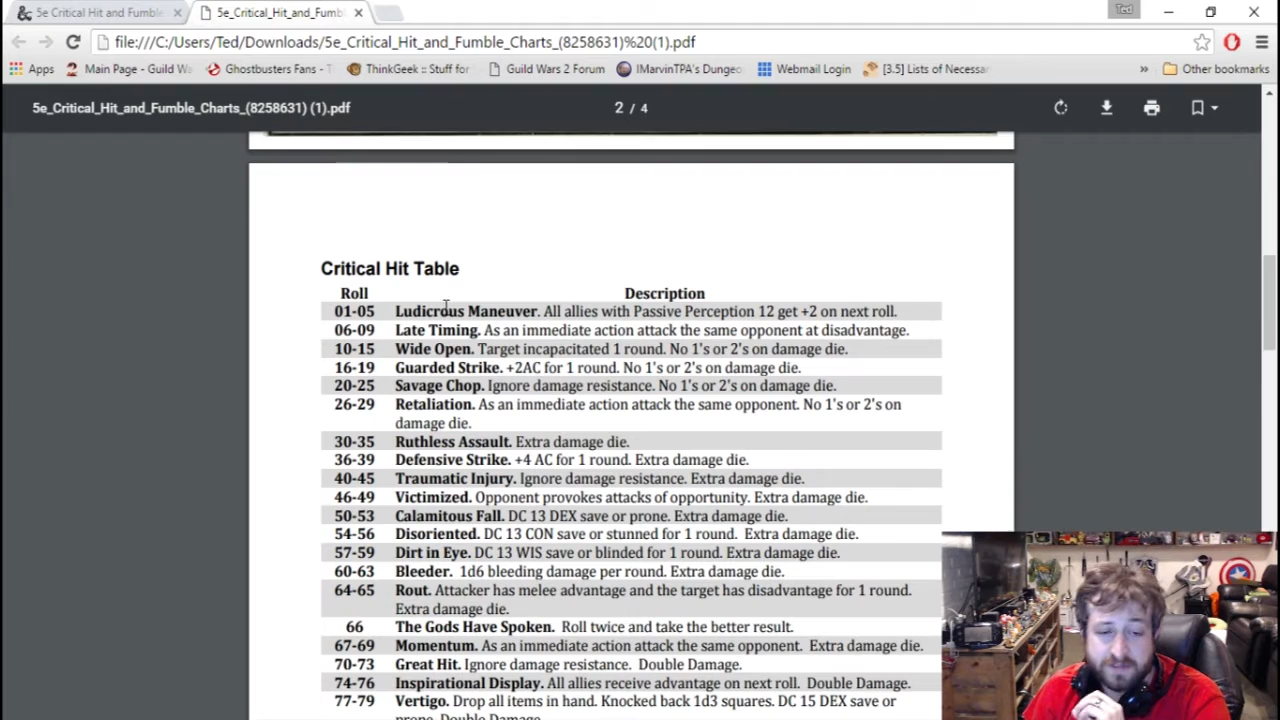 5e Critical Hit and Fumble
5e_Critical_Hit_and_Fumb
Ted
file:///C:/Users/Ted/Downloads/5e_Critical_Hit_and_Fumble_Charts_(8258631)%20(1).pdf
Apps Main Page - Guild Wa Ghostbusters Fans - T ThinkGeek :: Stuff for Guild Wars 2 Forum IMarvinTPA's Dungeo Webmail Login [3.5] Lists of Necessar » Other bookmarks
5e_Critical_Hit_and_Fumble_Charts_(8258631) (1).pdf 2 / 4
Critical Hit Table
Roll Description
01-05 Ludicrous Maneuver. All allies with Passive Perception 12 get +2 on next roll.
06-09 Late Timing. As an immediate action attack the same opponent at disadvantage.
10-15 Wide Open. Target incapacitated 1 round. No 1's or 2's on damage die.
16-19 Guarded Strike. +2AC for 1 round. No 1's or 2's on damage die.
20-25 Savage Chop. Ignore damage resistance. No 1's or 2's on damage die.
26-29 Retaliation. As an immediate action attack the same opponent. No 1's or 2's on
damage die.
30-35 Ruthless Assault. Extra damage die.
36-39 Defensive Strike. +4 AC for 1 round. Extra damage die.
40-45 Traumatic Injury. Ignore damage resistance. Extra damage die.
46-49 Victimized. Opponent provokes attacks of opportunity. Extra damage die.
50-53 Calamitous Fall. DC 13 DEX save or prone. Extra damage die.
54-56 Disoriented. DC 13 CON save or stunned for 1 round. Extra damage die.
57-59 Dirt in Eye. DC 13 WIS save or blinded for 1 round. Extra damage die.
60-63 Bleeder. 1d6 bleeding damage per round. Extra damage die.
64-65 Rout. Attacker has melee advantage and the target has disadvantage for 1 round.
Extra damage die.
66 The Gods Have Spoken. Roll twice and take the better result.
67-69 Momentum. As an immediate action attack the same opponent. Extra damage die.
70-73 Great Hit. Ignore damage resistance. Double Damage.
74-76 Inspirational Display. All allies receive advantage on next roll. Double Damage.
77-79 Vertigo. Drop all items in hand. Knocked back 1d3 squares. DC 15 DEX save or
prone. Double Damage